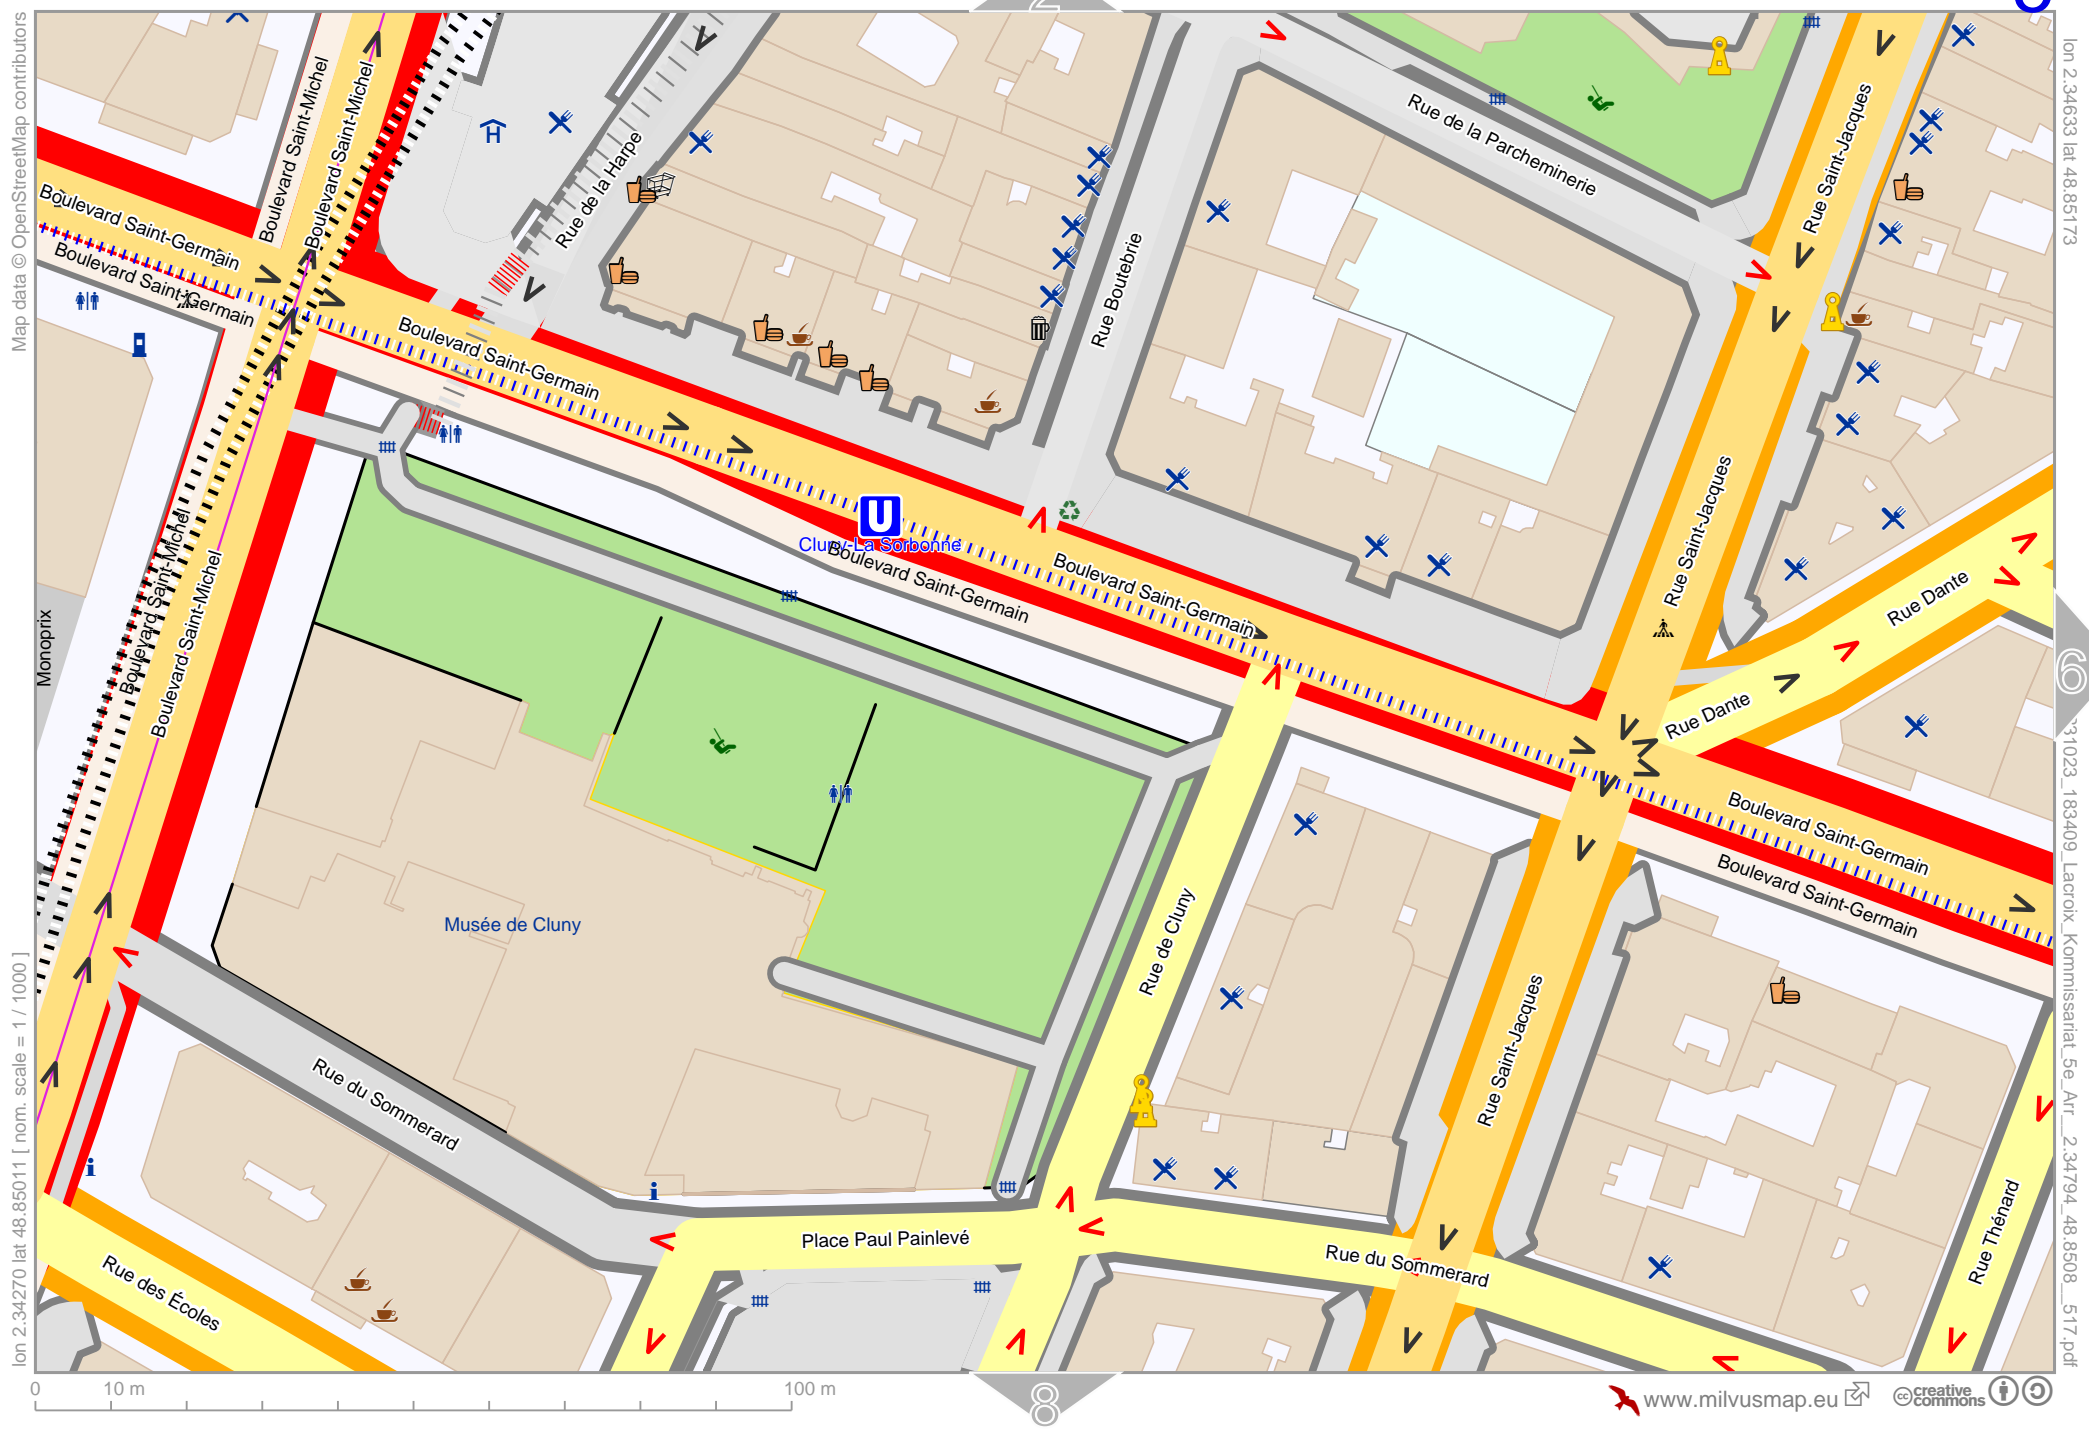 2
Map data © OpenStreetMap contributors
lon 2.34633 lat 48.85173
Boulevard Saint-Michel
Boulevard Saint-Michel
Rue de la Harpe
Rue de la Parcheminerie
Rue Saint-Jacques
Boulevard Saint-Germain
Boulevard Saint-Germain
Boulevard Saint-Germain
Rue Boutebrie
H
U
Cluny-La Sorbonne
Boulevard Saint-Germain
Boulevard Saint-Germain
Rue Saint-Jacques
Rue Dante
Rue Dante
6
Monoprix
Boulevard Saint-Michel
Boulevard Saint-Michel
Boulevard Saint-Germain
Boulevard Saint-Germain
Musée de Cluny
Rue de Cluny
Rue Saint-Jacques
Rue du Sommerard
Place Paul Painlevé
Rue du Sommerard
Rue Thénard
Rue des Écoles
i
i
lon 2.34270 lat 48.85011 [ nom. scale = 1 / 1000 ]
231023_183409_Lacroix_Kommissariat_5e_Arr__2.34794_48.8508__517.pdf
0
10 m
100 m
8
www.milvusmap.eu
cc creative commons